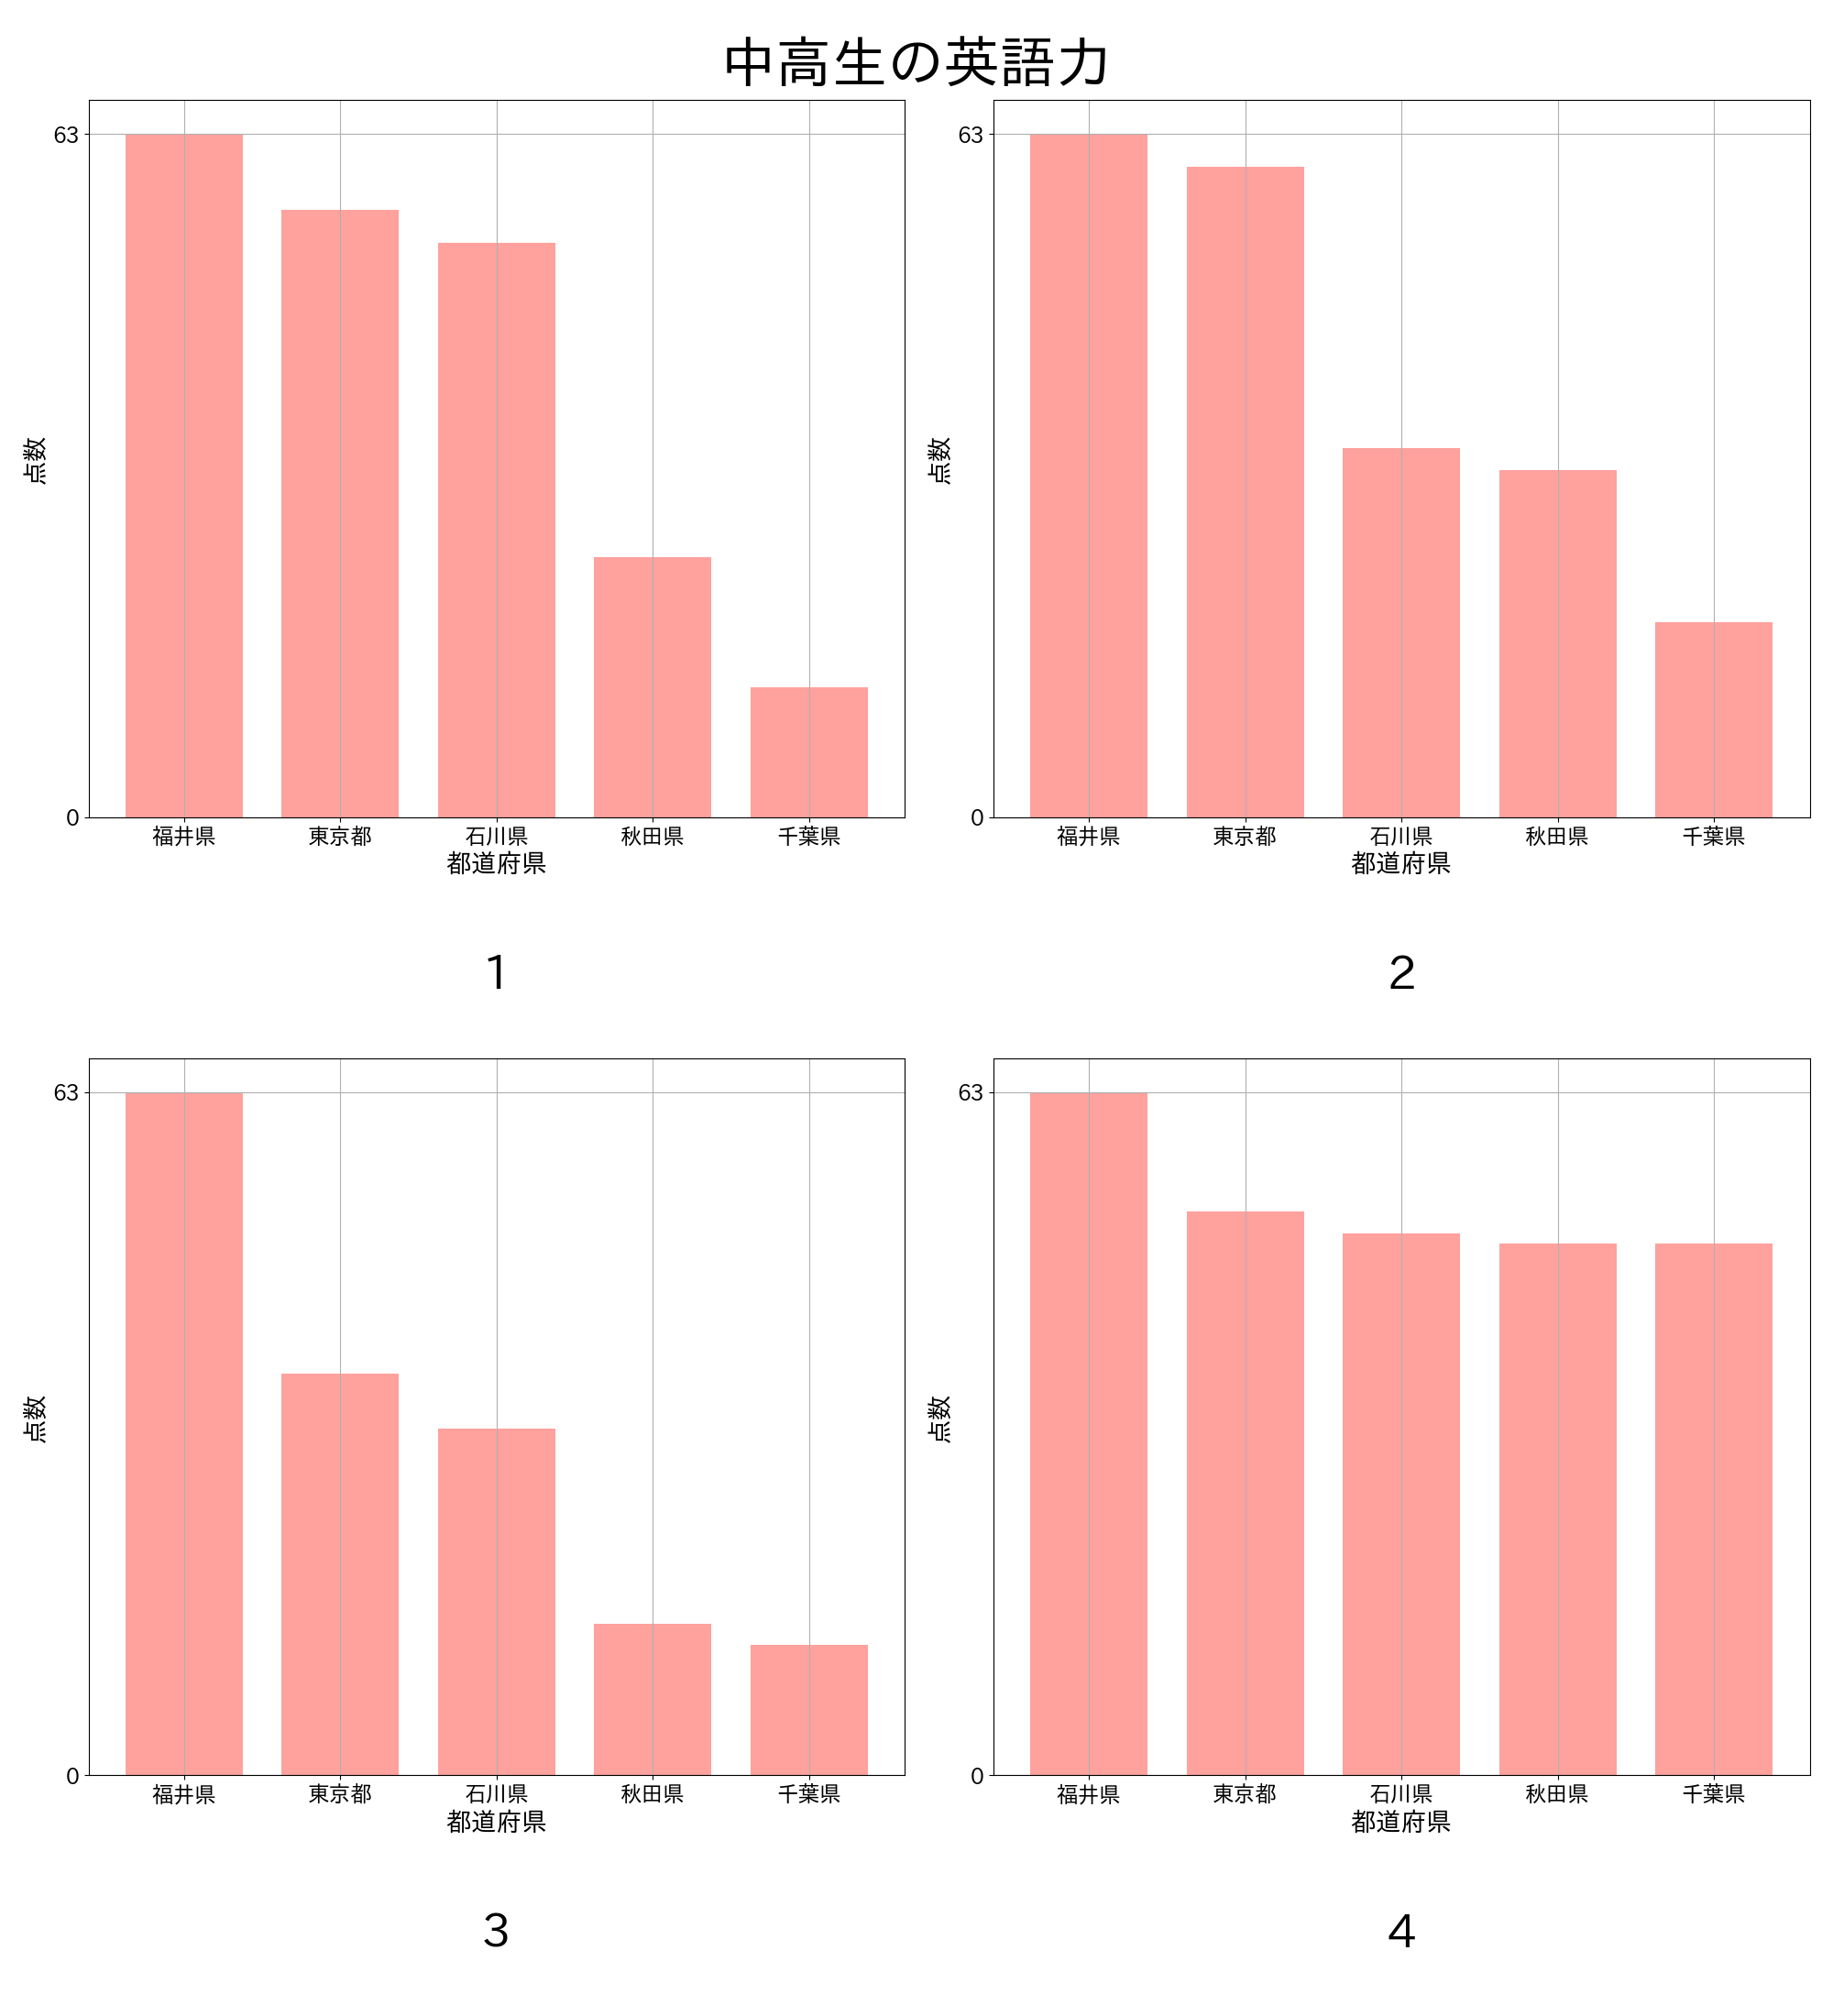 中高生の英語力
63
点数
0
福井県 東京都 石川県 秋田県 千葉県
都道府県
1
63
点数
0
福井県 東京都 石川県 秋田県 千葉県
都道府県
2
63
点数
0
福井県 東京都 石川県 秋田県 千葉県
都道府県
3
63
点数
0
福井県 東京都 石川県 秋田県 千葉県
都道府県
4